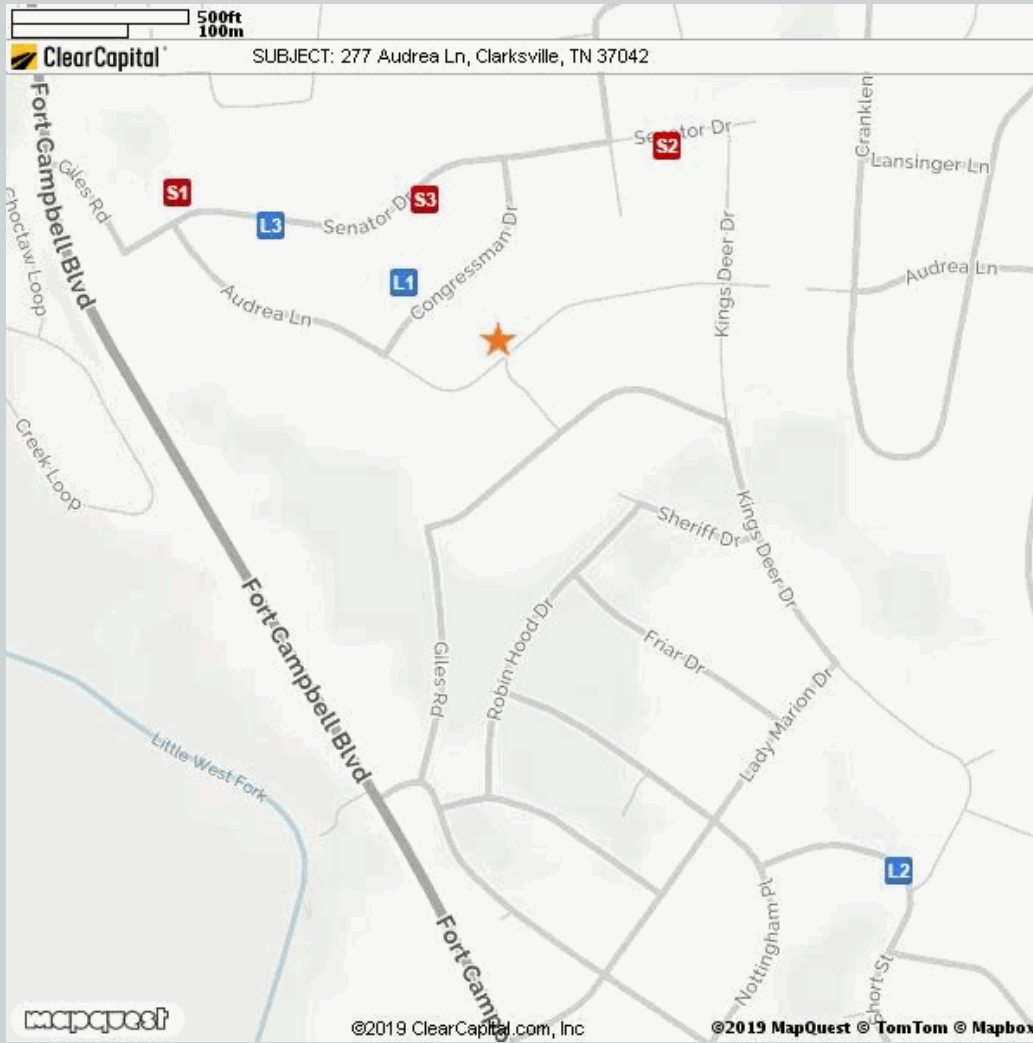 500ft
100m
ClearCapital
SUBJECT: 277 Audrea Ln, Clarksville, TN 37042
Fort Campbell Blvd
Giles Rd
Choctaw Loop
S1
L3
Senator Dr
S3
Senator Dr
S2
Cranklen
Lansinger Ln
L1
Congressman Dr
Audrea Ln
Kings Deer Dr
Audrea Ln
Creek Loop
Sheriff Dr
Kings Deer Dr
Fort Campbell Blvd
Giles Rd
Robin Hood Dr
Friar Dr
Lady Marion Dr
Little West Fork
L2
Nottingham Pl
Short St
Fort Camp
mapquest
©2019 ClearCapital.com, Inc
©2019 MapQuest © TomTom © Mapbox